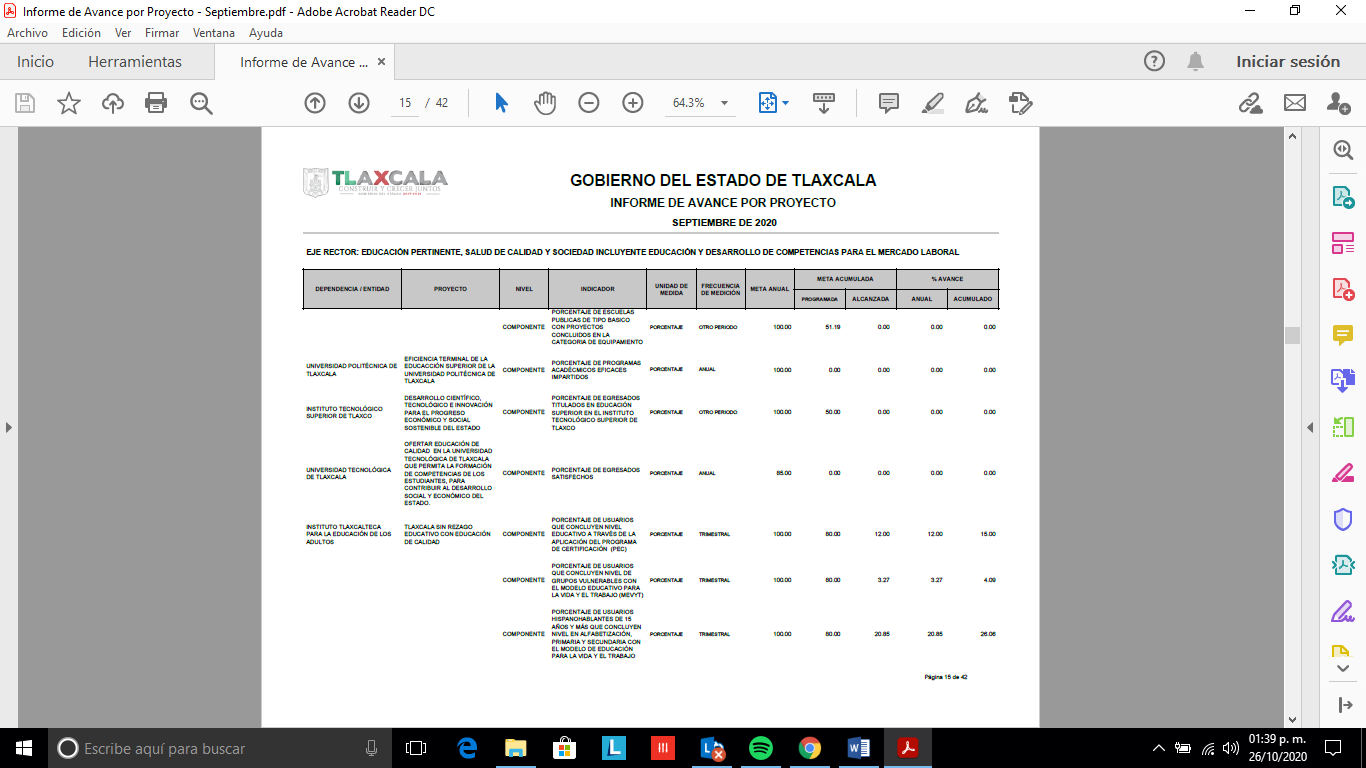 Informe de Avance por Proyecto - Septiembre.pdf - Adobe Acrobat Reader DC
Archivo Edición Ver Firmar Ventana Ayuda
Inicio Herramientas Informe de Avance ... × Iniciar sesión
15 / 42 64.3%
TLAXCALA
CONSTRUIR Y CRECER JUNTOS
GOBIERNO DEL ESTADO DE TLAXCALA
INFORME DE AVANCE POR PROYECTO
SEPTIEMBRE DE 2020
EJE RECTOR: EDUCACIÓN PERTINENTE, SALUD DE CALIDAD Y SOCIEDAD INCLUYENTE EDUCACIÓN Y DESARROLLO DE COMPETENCIAS PARA EL MERCADO LABORAL
DEPENDENCIA / ENTIDAD PROYECTO NIVEL INDICADOR UNIDAD DE MEDIDA FRECUENCIA DE MEDICIÓN META ANUAL META ACUMULADA % AVANCE
PROGRAMADA ALCANZADA ANUAL ACUMULADO
PORCENTAJE DE ESCUELAS
PUBLICAS DE TIPO BASICO
COMPONENTE CON PROYECTOS PORCENTAJE OTRO PERIODO 100.00 51.19 0.00 0.00 0.00
CONCLUIDOS EN LA
CATEGORIA DE EQUIPAMIENTO
EFICIENCIA TERMINAL DE LA
UNIVERSIDAD POLITÉCNICA DE EDUCACCIÓN SUPERIOR DE LA PORCENTAJE DE PROGRAMAS
TLAXCALA UNIVERSIDAD POLITÉCNICA DE COMPONENTE ACADÉMICOS EFICACES PORCENTAJE ANUAL 100.00 0.00 0.00 0.00 0.00
TLAXCALA IMPARTIDOS
DESARROLLO CIENTÍFICO, PORCENTAJE DE EGRESADOS
TECNOLÓGICO E INNOVACIÓN TITULADOS EN EDUCACIÓN
INSTITUTO TECNOLÓGICO PARA EL PROGRESO COMPONENTE SUPERIOR EN EL INSTITUTO PORCENTAJE OTRO PERIODO 100.00 50.00 0.00 0.00 0.00
SUPERIOR DE TLAXCO ECONÓMICO Y SOCIAL TECNOLÓGICO SUPERIOR DE
SOSTENIBLE DEL ESTADO TLAXCO
OFERTAR EDUCACIÓN DE
CALIDAD EN LA UNIVERSIDAD
TECNOLÓGICA DE TLAXCALA
QUE PERMITA LA FORMACIÓN
UNIVERSIDAD TECNOLÓGICA DE COMPETENCIAS DE LOS COMPONENTE PORCENTAJE DE EGRESADOS PORCENTAJE ANUAL 0.00 0.00 0.00 0.00
DE TLAXCALA ESTUDIANTES, PARA SATISFECHOS
CONTRIBUIR AL DESARROLLO
SOCIAL Y ECONÓMICO DEL
ESTADO.
PORCENTAJE DE USUARIOS
INSTITUTO TLAXCALTECA TLAXCALA SIN REZAGO QUE CONCLUYEN NIVEL
PARA LA EDUCACIÓN DE LOS EDUCATIVO CON EDUCACIÓN COMPONENTE EDUCATIVO A TRAVÉS DE LA PORCENTAJE TRIMESTRAL 100.00 80.00 12.00 12.00 15.00
ADULTOS DE CALIDAD APLICACIÓN DEL PROGRAMA
DE CERTIFICACIÓN (PEC)
PORCENTAJE DE USUARIOS
QUE CONCLUYEN NIVEL DE
COMPONENTE GRUPOS VULNERABLES CON PORCENTAJE TRIMESTRAL 100.00 80.00 3.27 3.27 4.09
EL MODELO EDUCATIVO PARA
LA VIDA Y EL TRABAJO (MEVYT)
PORCENTAJE DE USUARIOS
HISPANOHABLANTES DE 15
AÑOS Y MÁS QUE CONCLUYEN
COMPONENTE NIVEL EN ALFABETIZACIÓN, PORCENTAJE TRIMESTRAL 100.00 80.00 20.85 20.85 26.06
PRIMARIA Y SECUNDARIA CON
EL MODELO DE EDUCACIÓN
PARA LA VIDA Y EL TRABAJO
Página 15 de 42
Escribe aquí para buscar
01:39 p. m.
26/10/2020